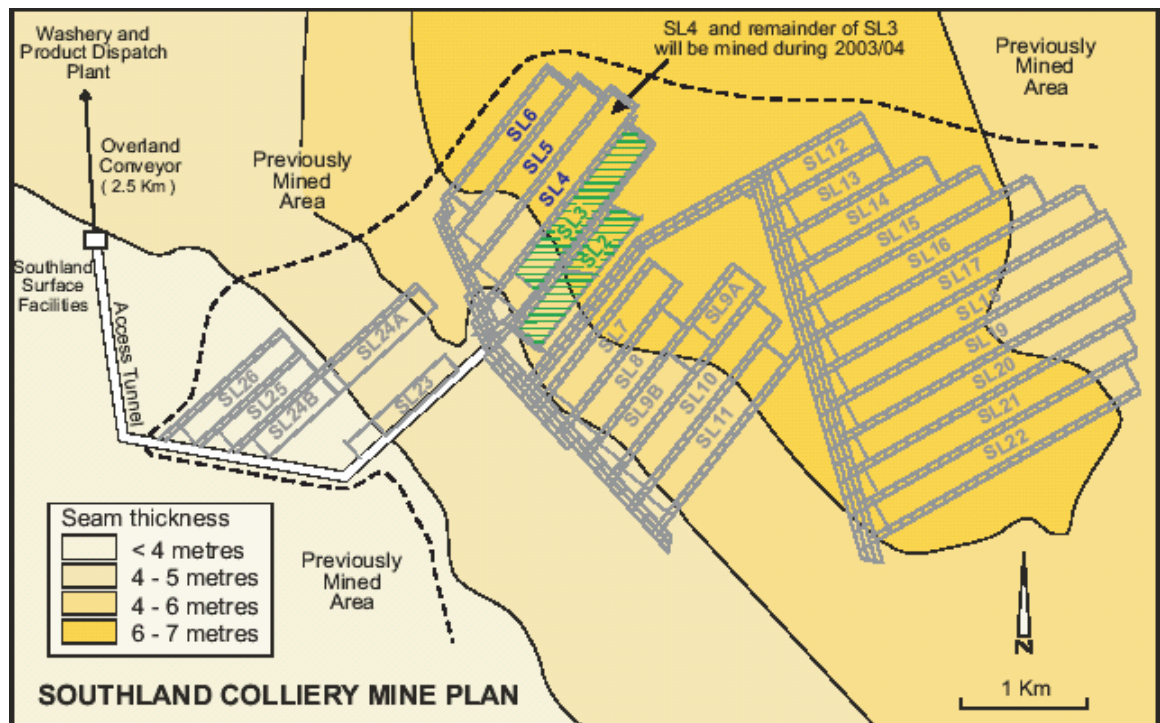 Washery and
Product Dispatch
Plant
SL4 and remainder of SL3
will be mined during 2003/04
Previously
Mined
Area
Overland
Conveyor
( 2.5 Km )
Previously
Mined
Area
SL6
SL5
SL4
SL3
SL2
SL12
SL13
SL14
SL15
SL16
SL17
SL18
SL19
SL20
SL21
SL22
Southland
Surface
Facilities
Access Tunnel
SL26
SL25
SL24B
SL24A
SL23
SL7
SL8
SL9B
SL9A
SL10
SL11
Seam thickness
< 4 metres
4 - 5 metres
4 - 6 metres
6 - 7 metres
Previously
Mined
Area
N
1 Km
SOUTHLAND COLLIERY MINE PLAN